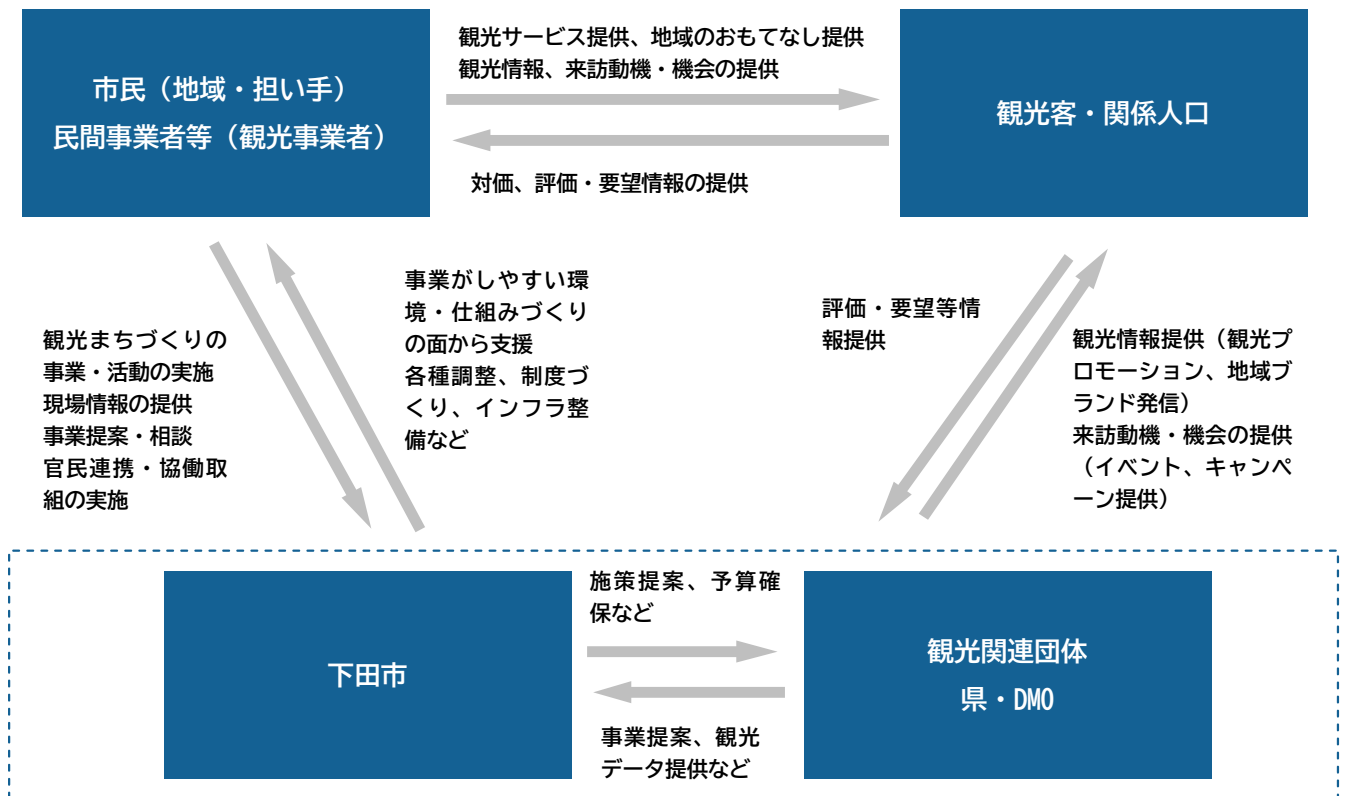 観光サービス提供、地域のおもてなし提供
観光情報、来訪動機・機会の提供
市民（地域・担い手）
民間事業者等（観光事業者）
観光客・関係人口
対価、評価・要望情報の提供
観光まちづくりの
事業・活動の実施
現場情報の提供
事業提案・相談
官民連携・協働取
組の実施
事業がしやすい環
境・仕組みづくり
の面から支援
各種調整、制度づ
くり、インフラ整
備など
評価・要望等情
報提供
観光情報提供（観光プ
ロモーション、地域ブ
ランド発信）
来訪動機・機会の提供
（イベント、キャンペ
ーン提供）
下田市
施策提案、予算確
保など
観光関連団体
県・DMO
事業提案、観光
データ提供など